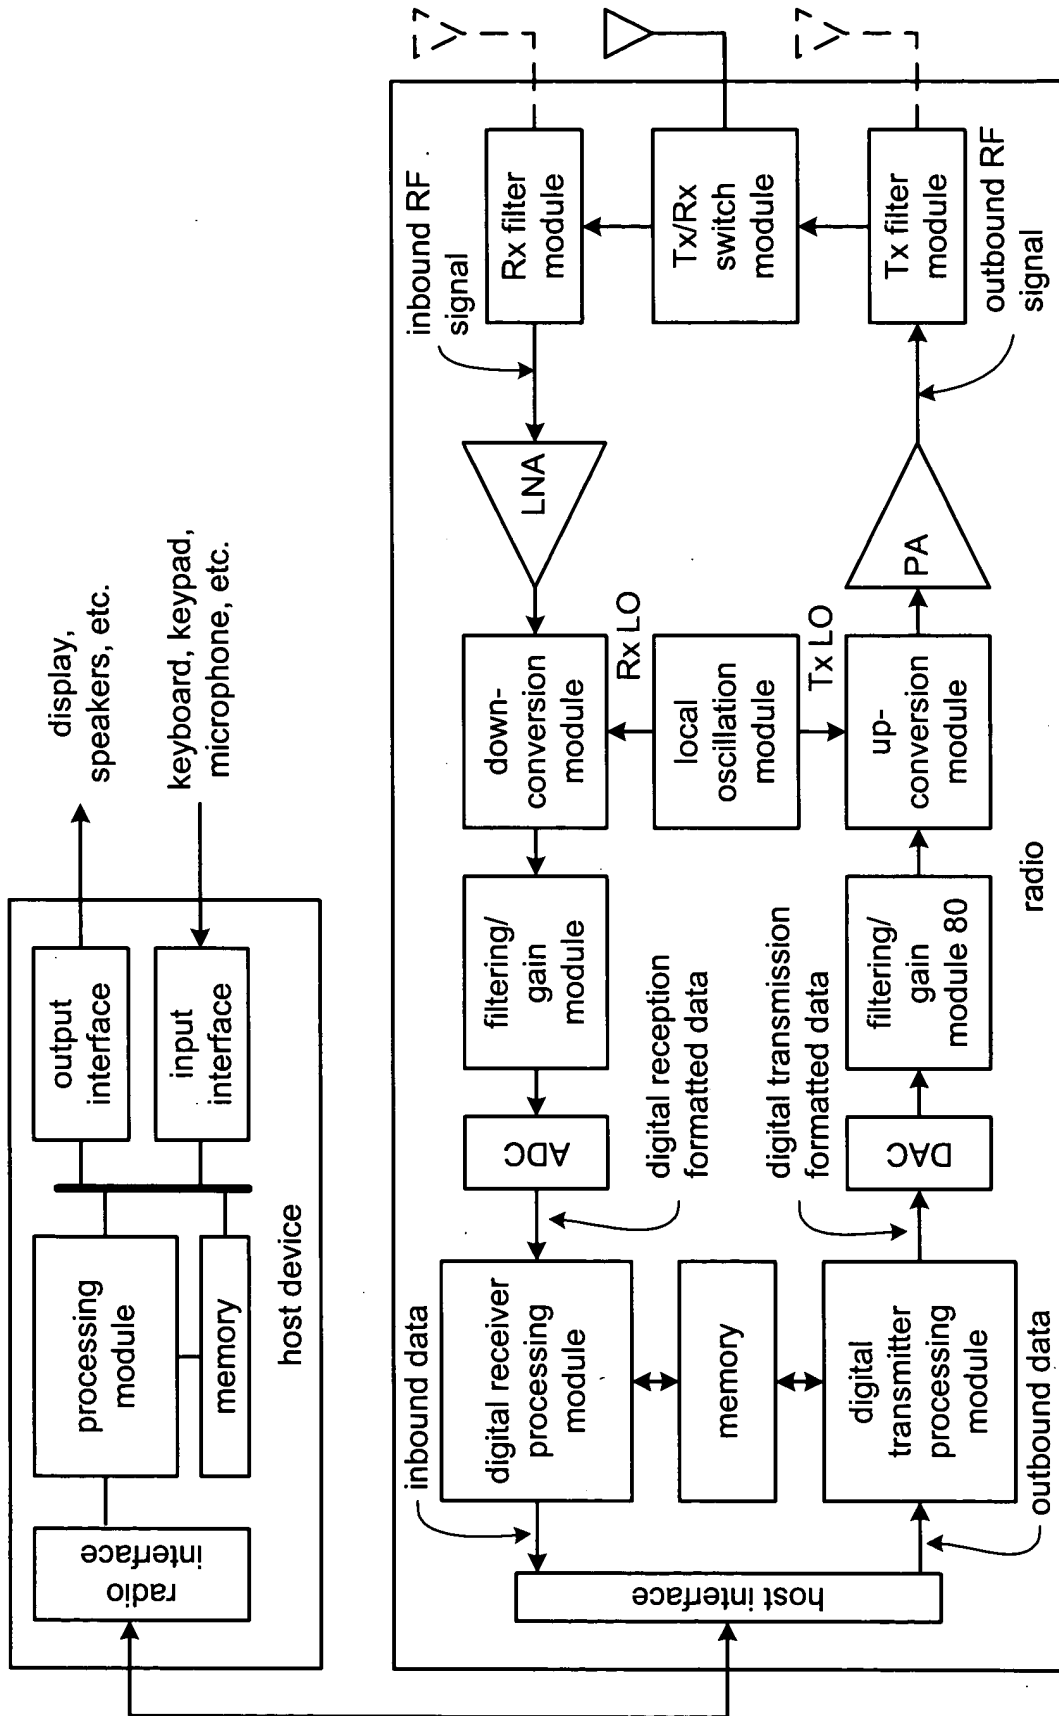 radio
interface
processing
module
memory
output
interface
input
interface
host device
display,
speakers, etc.
keyboard, keypad,
microphone, etc.
host interface
inbound data
digital receiver
processing
module
digital reception
formatted data
ADC
filtering/
gain
module
down-
conversion
module
LNA
inbound RF
signal
Rx filter
module
memory
Rx LO
local
oscillation
module
Tx LO
Tx/Rx
switch
module
outbound data
digital
transmitter
processing
module
digital transmission
formatted data
DAC
filtering/
gain
module 80
up-
conversion
module
PA
outbound RF
signal
Tx filter
module
radio